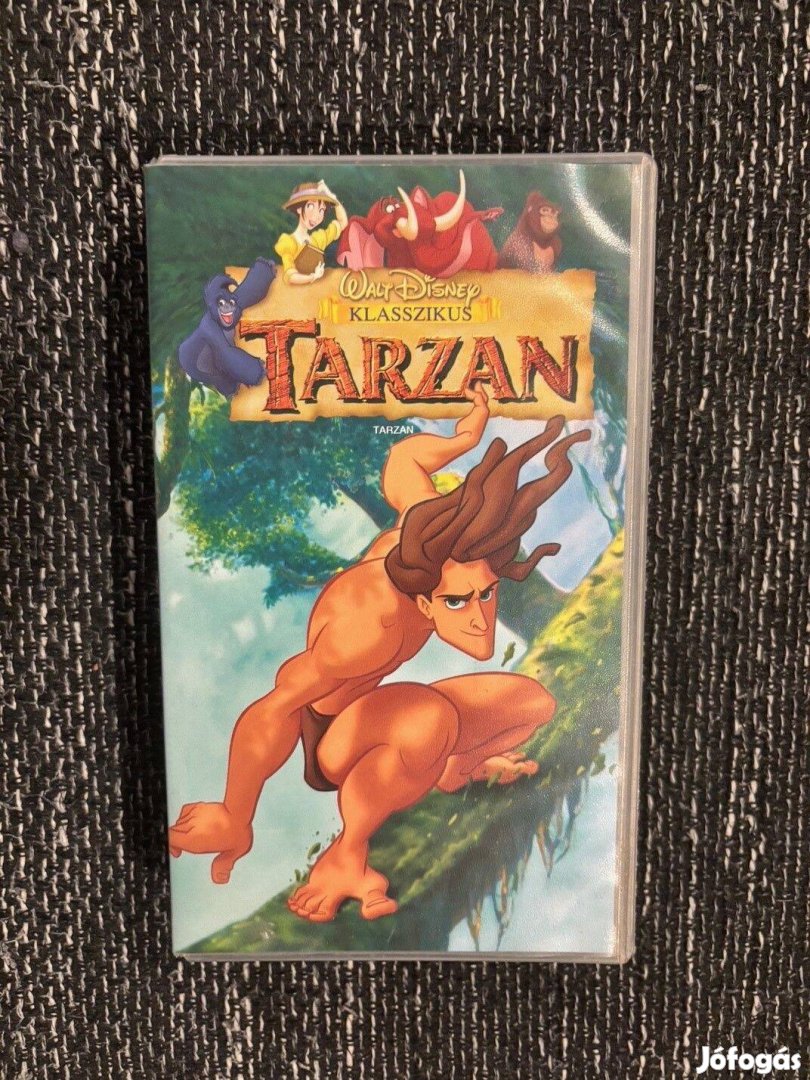 WALT DISNEY
KLASSZIKUS
TARZAN
TARZAN
Jófogás